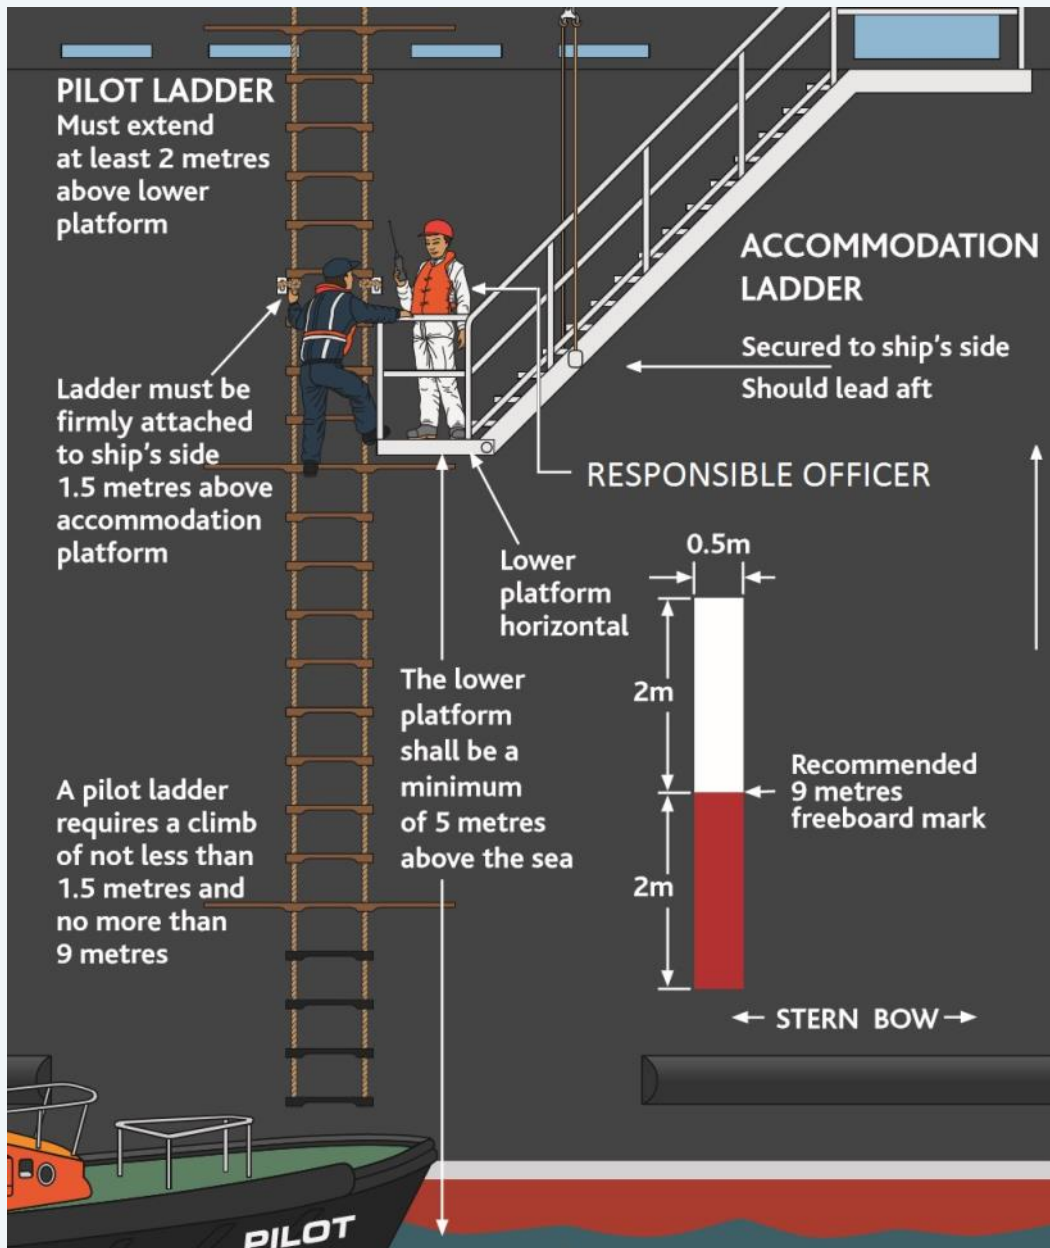 PILOT LADDER
Must extend
at least 2 metres
above lower
platform
ACCOMMODATION
LADDER
Secured to ship's side
Should lead aft
Ladder must be
firmly attached
to ship's side
1.5 metres above
accommodation
platform
RESPONSIBLE OFFICER
Lower
platform
horizontal
0.5m
2m
2m
Recommended
9 metres
freeboard mark
The lower
platform
shall be a
minimum
of 5 metres
above the sea
A pilot ladder
requires a climb
of not less than
1.5 metres and
no more than
9 metres
STERN BOW
PILOT